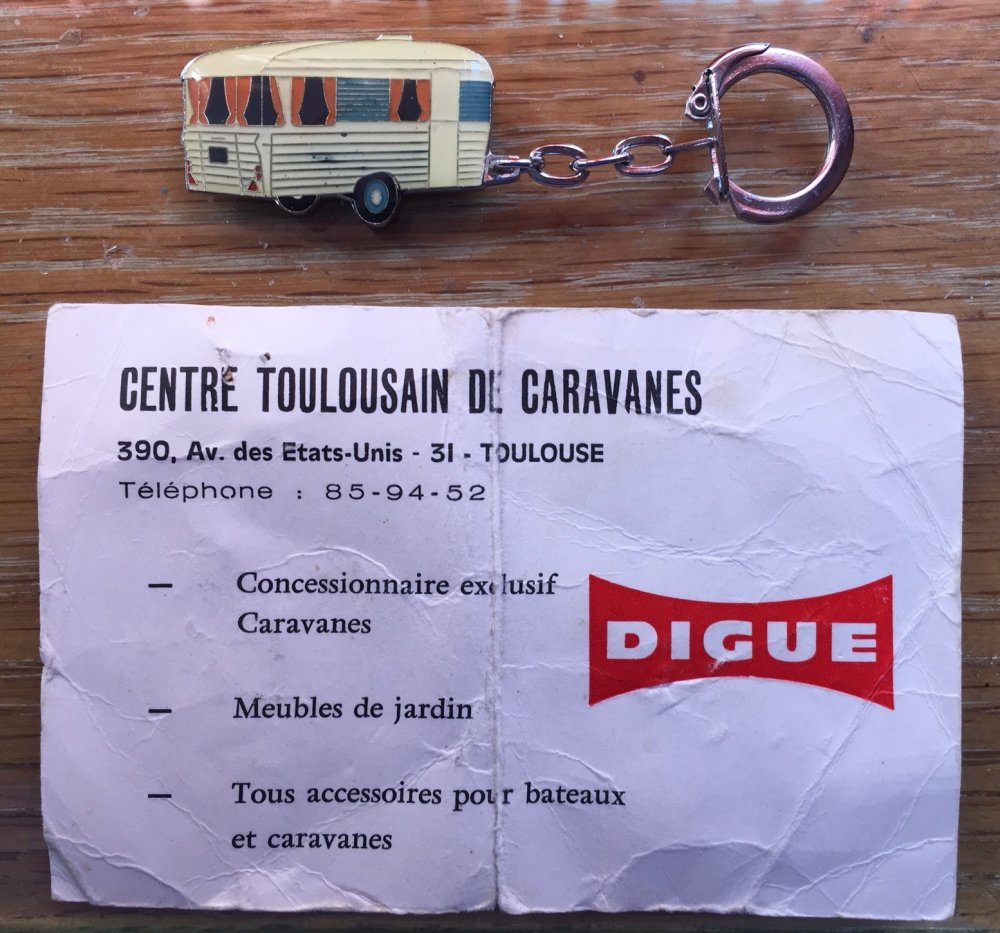 CENTRE TOULOUSAIN DE CARAVANES
390, Av. des Etats-Unis - 31 - TOULOUSE
Téléphone : 85-94-52
— Concessionnaire exclusif
Caravanes
DIGUE
— Meubles de jardin
— Tous accessoires pour bateaux
et caravanes